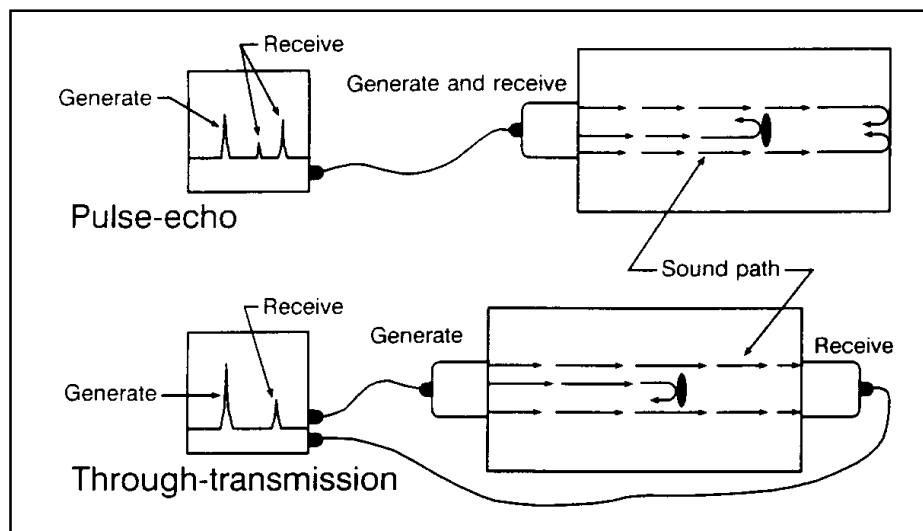 Receive
Generate
Generate and receive
Pulse-echo
Sound path
Receive
Generate
Receive
Generate
Through-transmission